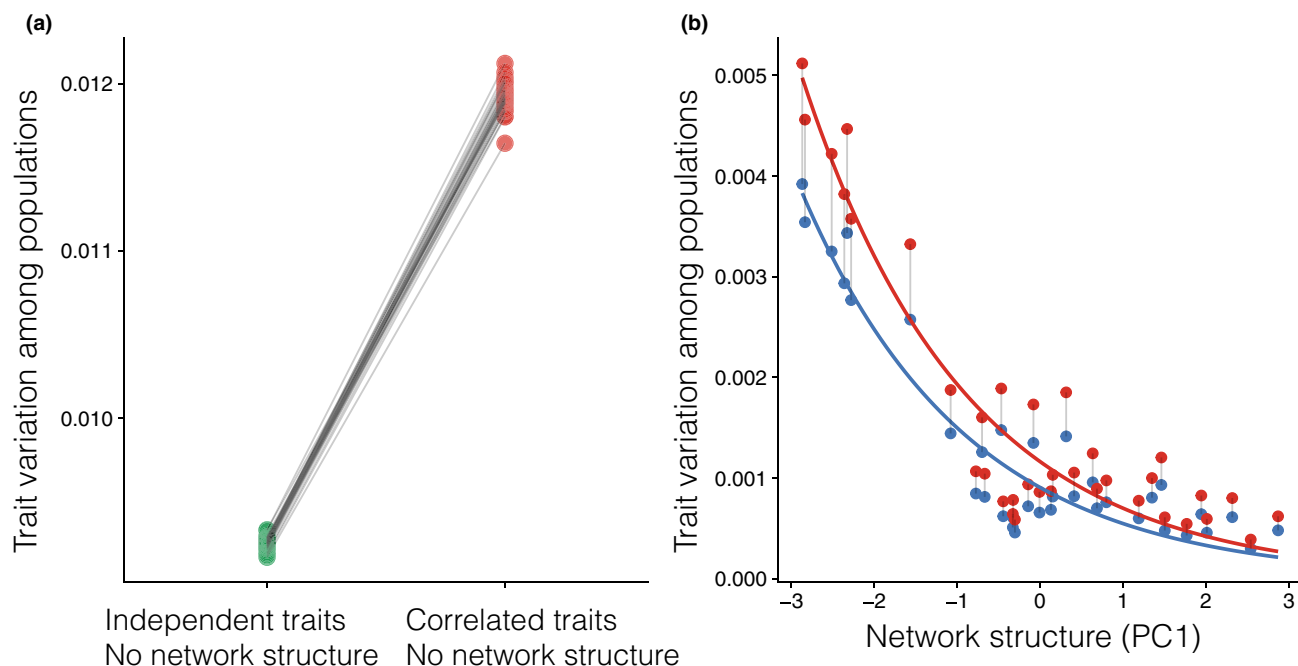 (a)
Trait variation among populations
0.012
0.011
0.010
Independent traits
No network structure
Correlated traits
No network structure
(b)
Trait variation among populations
0.005
0.004
0.003
0.002
0.001
0.000
−3 −2 −1 0 1 2 3
Network structure (PC1)